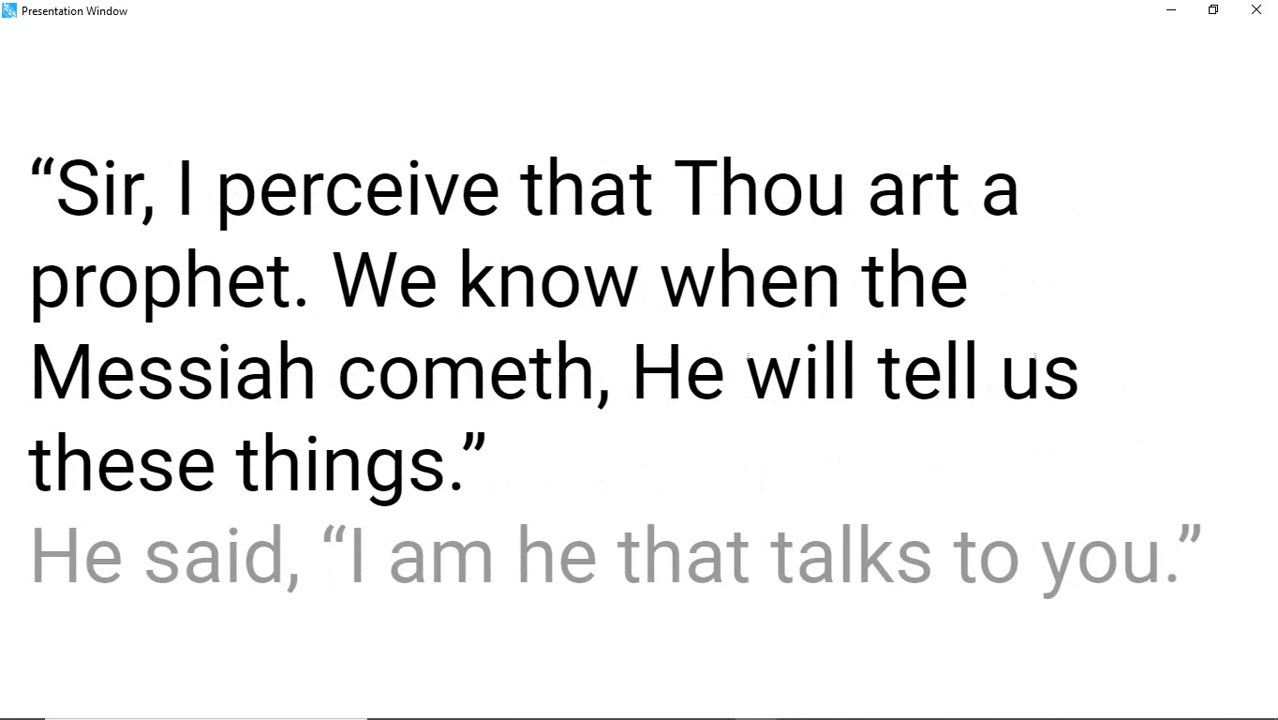 Presentation Window
“Sir, I perceive that Thou art a
prophet. We know when the
Messiah cometh, He will tell us
these things.”
He said, “I am he that talks to you.”